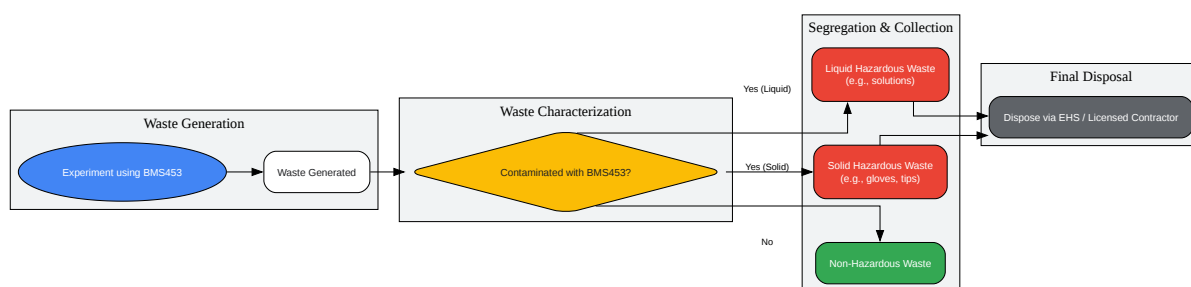 Waste Generation
Experiment using BMS453
Waste Generated
Waste Characterization
Contaminated with BMS453?
Yes (Liquid)
Yes (Solid)
No
Segregation & Collection
Liquid Hazardous Waste
(e.g., solutions)
Solid Hazardous Waste
(e.g., gloves, tips)
Non-Hazardous Waste
Final Disposal
Dispose via EHS / Licensed Contractor